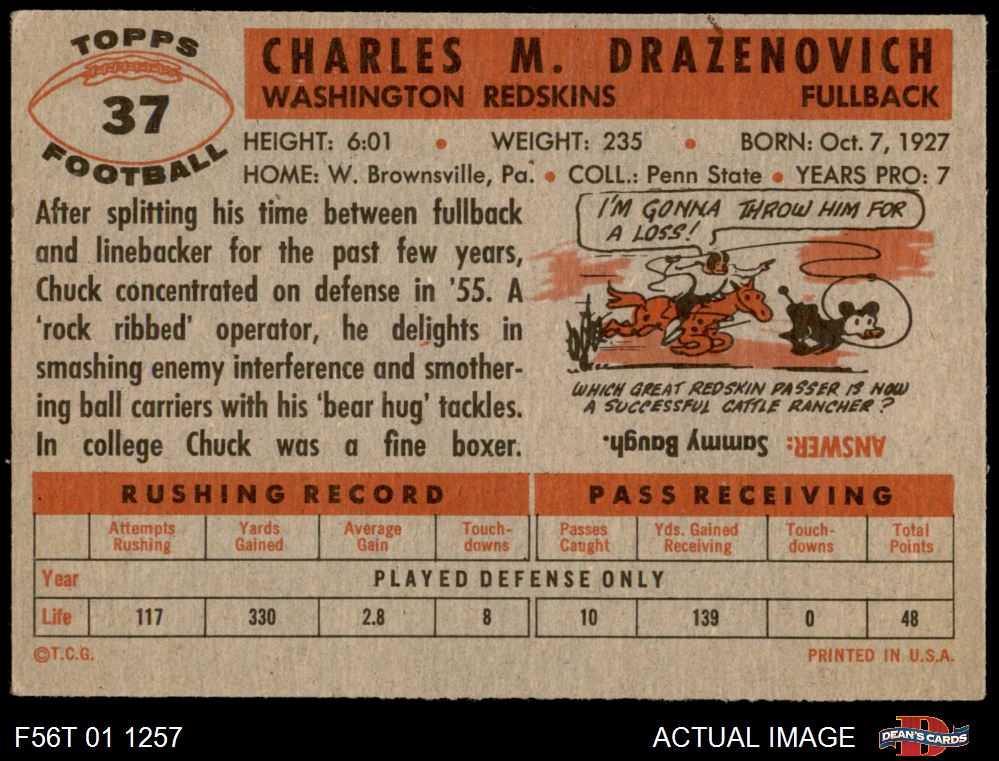 TOPPS
37
FOOTBALL
CHARLES M. DRAZENOVICH
WASHINGTON REDSKINS FULLBACK
HEIGHT: 6:01 • WEIGHT: 235 • BORN: Oct. 7, 1927
HOME: W. Brownsville, Pa. • COLL.: Penn State • YEARS PRO: 7
After splitting his time between fullback
and linebacker for the past few years,
Chuck concentrated on defense in '55. A
'rock ribbed' operator, he delights in
smashing enemy interference and smother-
ing ball carriers with his 'bear hug' tackles.
In college Chuck was a fine boxer.
I'M GONNA THROW HIM FOR
A LOSS!
WHICH GREAT REDSKIN PASSER IS NOW
A SUCCESSFUL CATTLE RANCHER?
ANSWER: Sammy Baugh.
RUSHING RECORD PASS RECEIVING
Attempts Yards Average Touch- Passes Yds. Gained Touch- Total
Rushing Gained Gain downs Caught Receiving downs Points
Year PLAYED DEFENSE ONLY
Life 117 330 2.8 8 10 139 0 48
©T.C.G. PRINTED IN U.S.A.
F56T 01 1257 ACTUAL IMAGE DEAN'S CARDS